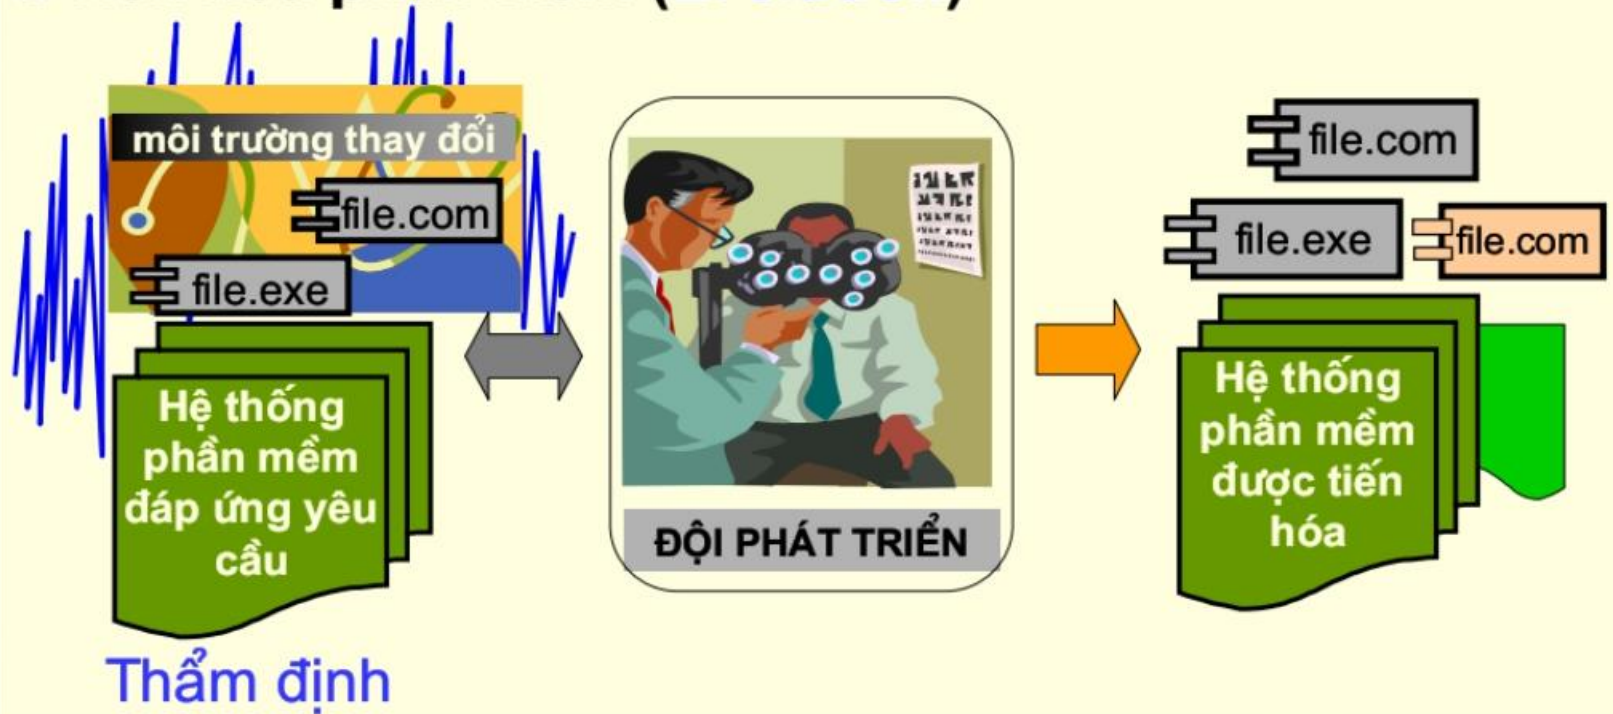 môi trường thay đổi
file.com
file.exe
Hệ thống
phần mềm
đáp ứng yêu
cầu
Thẩm định
ĐỘI PHÁT TRIỂN
file.com
file.exe
file.com
Hệ thống
phần mềm
được tiến
hóa